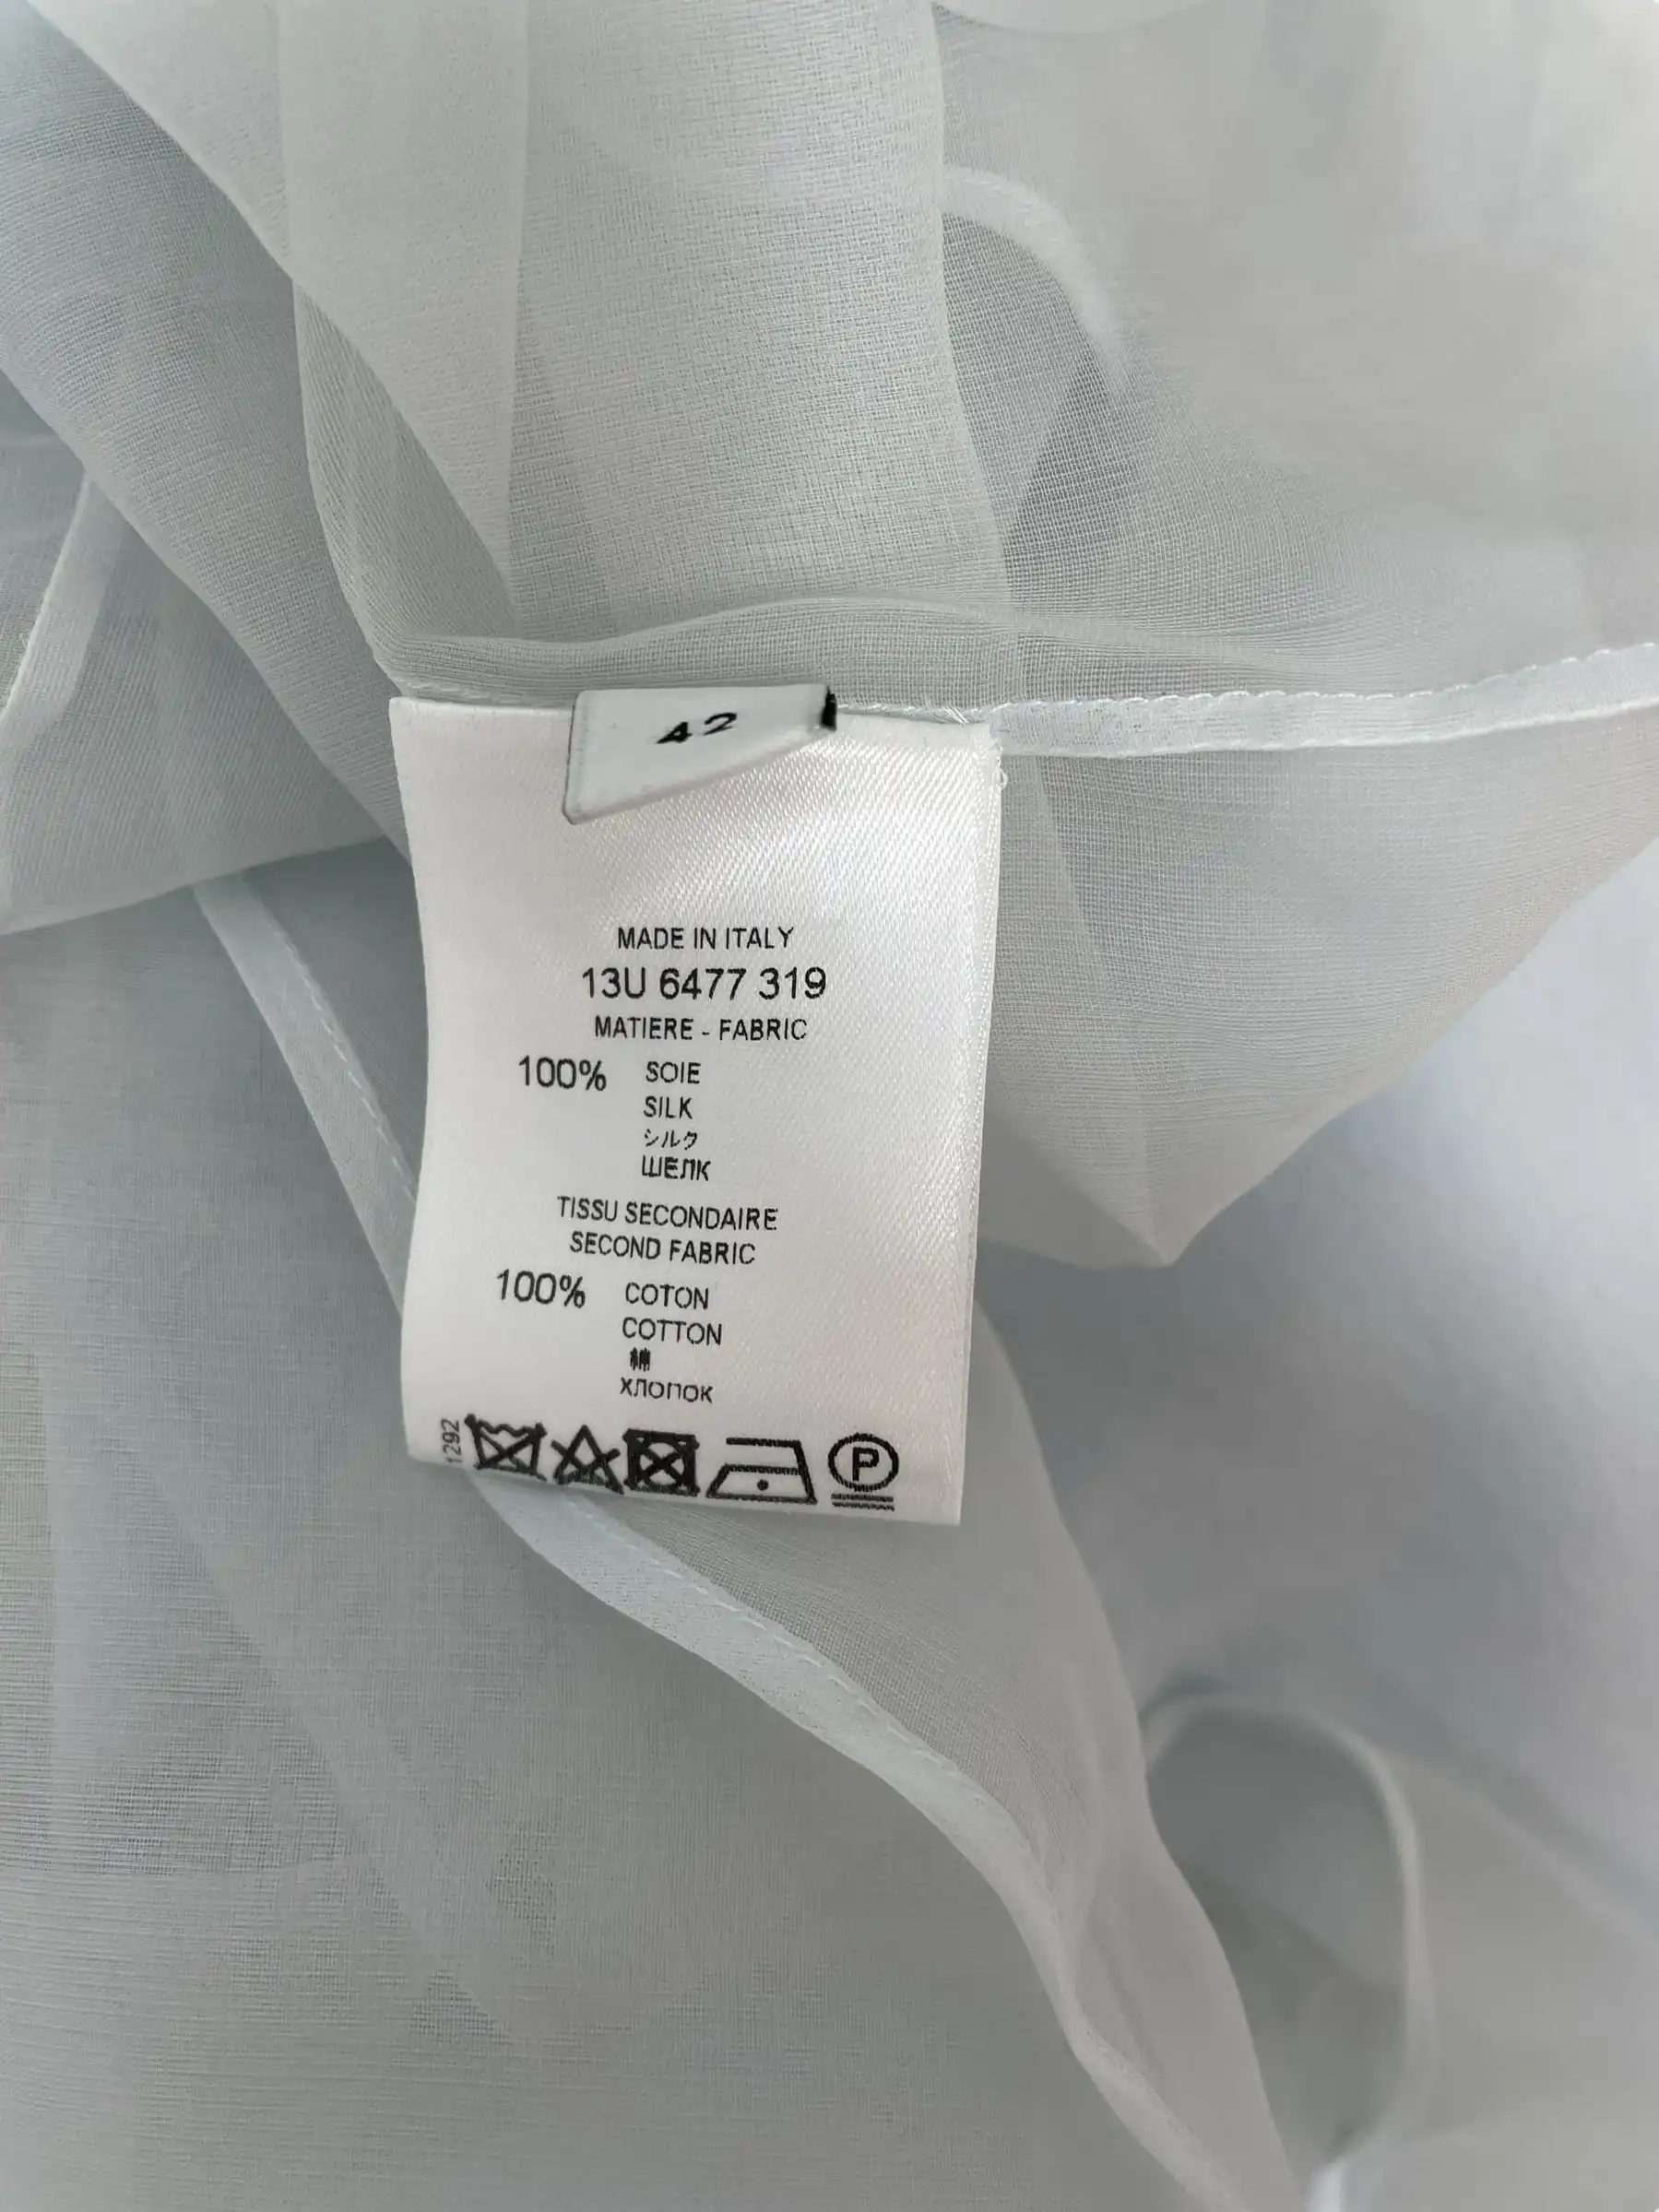 42
MADE IN ITALY
13U 6477 319
MATIERE - FABRIC
100% SOIE
SILK
シルク
ШЕЛК
TISSU SECONDAIRE
SECOND FABRIC
100% COTON
COTTON
綿
ХЛОПОК
1292
P